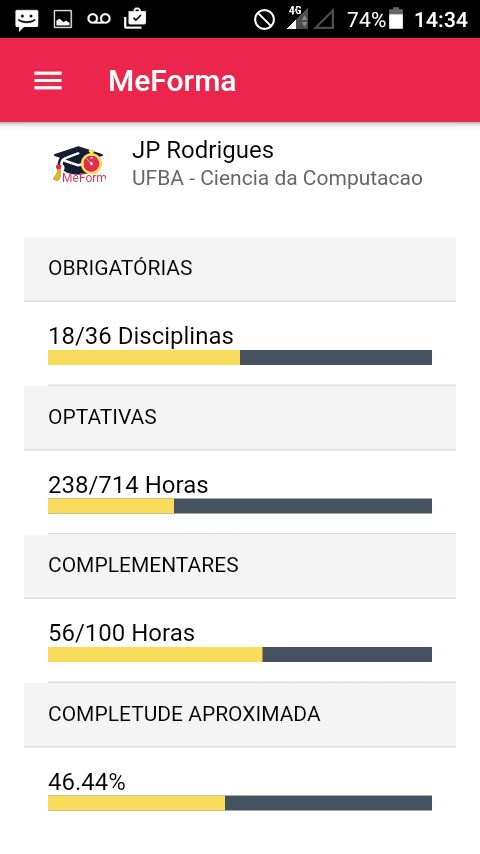 4G
74%
14:34
MeForma
MeForm
JP Rodrigues
UFBA - Ciencia da Computacao
OBRIGATÓRIAS
18/36 Disciplinas
OPTATIVAS
238/714 Horas
COMPLEMENTARES
56/100 Horas
COMPLETUDE APROXIMADA
46.44%